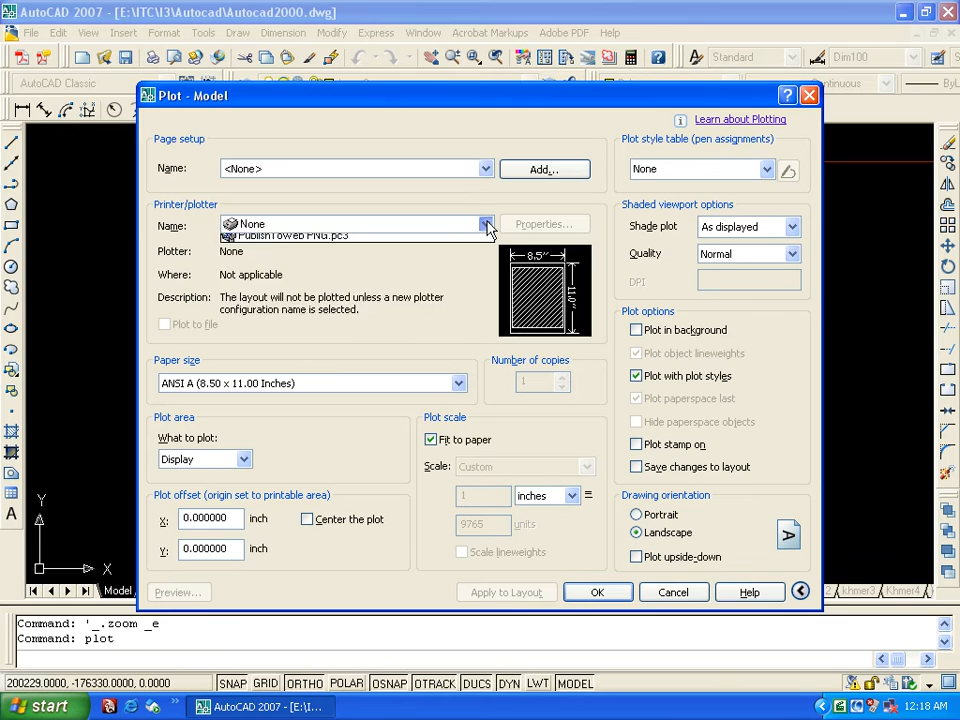 AutoCAD 2007 - [E:\ITC\I3\Autocad\Autocad2000.dwg]
File Edit View Insert Format Tools Draw Dimension Modify Express Window Acrobat Markups Adobe PDF Help
Standard Dim100
AutoCAD Classic Continuous ByL
Plot - Model
Learn about Plotting
Page setup
Name: <None> Add...
Plot style table (pen assignments)
None
Printer/plotter
Name: None Properties...
PublishToWeb PNG.pc3
Plotter: None
Where: Not applicable
Description: The layout will not be plotted unless a new plotter
configuration name is selected.
Plot to file
8.5''
11.0''
Shaded viewport options
Shade plot As displayed
Quality Normal
DPI
Paper size
ANSI A (8.50 x 11.00 Inches)
Number of copies
1
Plot area
What to plot:
Display
Plot scale
Fit to paper
Scale: Custom
1 inches =
9765 units
Scale lineweights
Plot offset (origin set to printable area)
X: 0.000000 inch Center the plot
Y: 0.000000 inch
Plot options
Plot in background
Plot object lineweights
Plot with plot styles
Plot paperspace last
Hide paperspace objects
Plot stamp on
Save changes to layout
Drawing orientation
Portrait
Landscape
Plot upside-down
A
Preview... Apply to Layout OK Cancel Help
Y
X
A
Model 2 khmer3 Khmer4
Command: '_.zoom _e
Command: plot
200229.0000, -176330.0000, 0.0000 SNAP GRID ORTHO POLAR OSNAP OTRACK DUCS DYN LWT MODEL
start AutoCAD 2007 - [E:\I... 12:18 AM